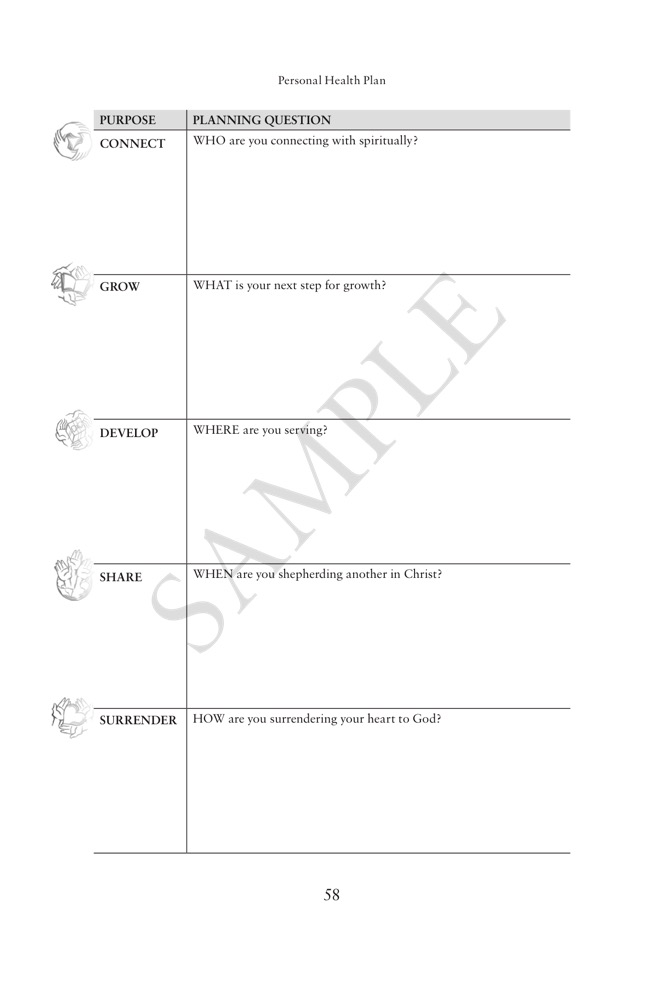 Personal Health Plan
PURPOSE PLANNING QUESTION
CONNECT WHO are you connecting with spiritually?
GROW WHAT is your next step for growth?
DEVELOP WHERE are you serving?
SHARE WHEN are you shepherding another in Christ?
SURRENDER HOW are you surrendering your heart to God?
SAMPLE
58